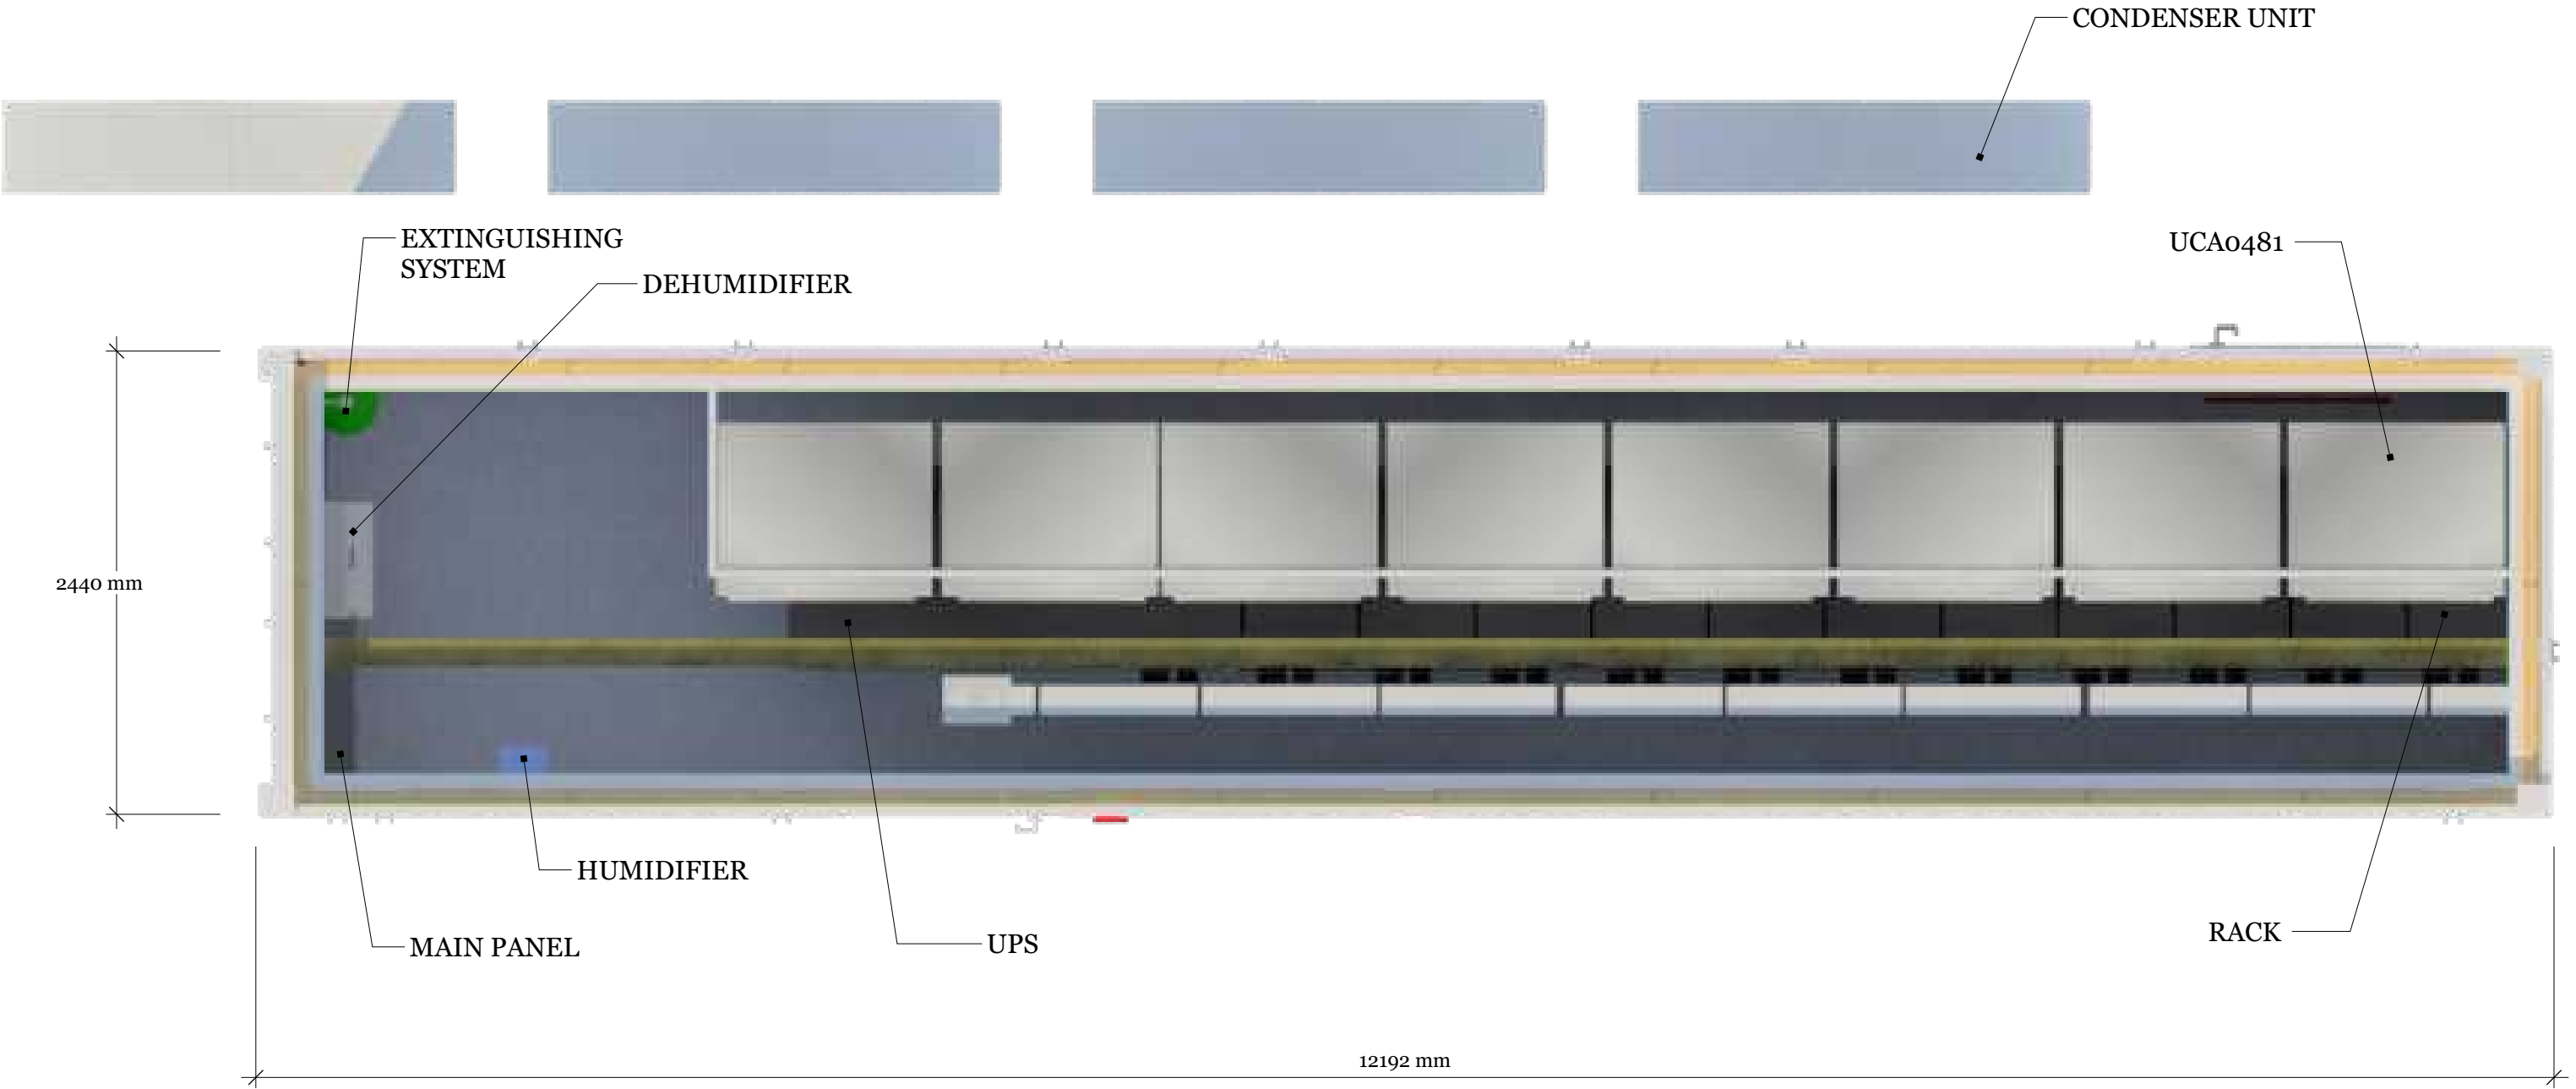 CONDENSER UNIT
EXTINGUISHING
SYSTEM
UCA0481
DEHUMIDIFIER
2440 mm
HUMIDIFIER
MAIN PANEL
UPS
RACK
12192 mm